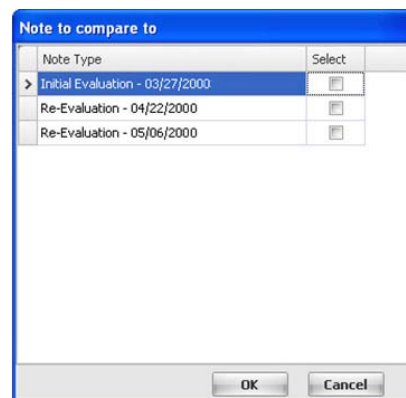 Note to compare to
Note Type Select
Initial Evaluation - 03/27/2000
Re-Evaluation - 04/22/2000
Re-Evaluation - 05/06/2000
OK Cancel